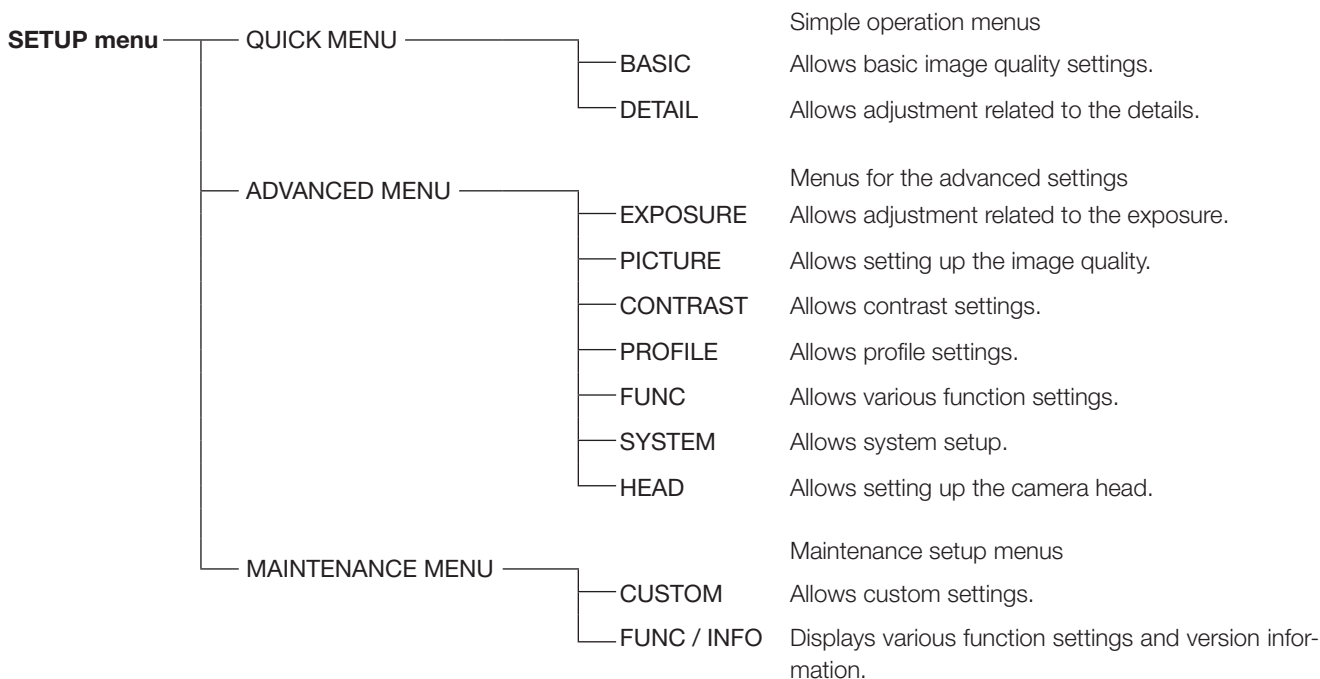 Simple operation menus
SETUP menu QUICK MENU
BASIC Allows basic image quality settings.
DETAIL Allows adjustment related to the details.
Menus for the advanced settings
ADVANCED MENU
EXPOSURE Allows adjustment related to the exposure.
PICTURE Allows setting up the image quality.
CONTRAST Allows contrast settings.
PROFILE Allows profile settings.
FUNC Allows various function settings.
SYSTEM Allows system setup.
HEAD Allows setting up the camera head.
Maintenance setup menus
MAINTENANCE MENU
CUSTOM Allows custom settings.
FUNC / INFO Displays various function settings and version infor-
mation.